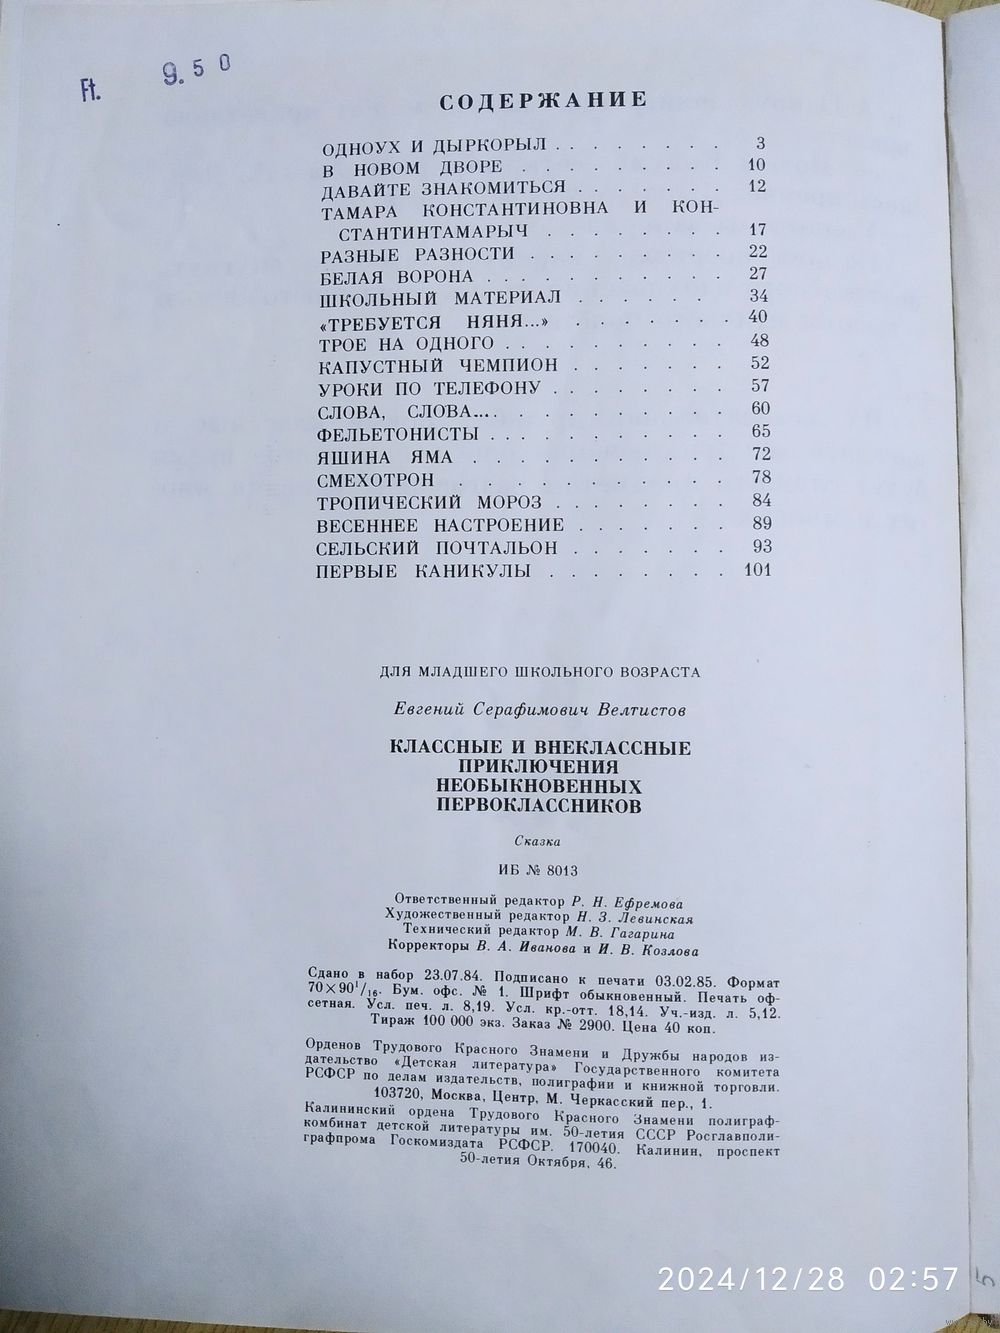 Ft. 9.50
СОДЕРЖАНИЕ
ОДНОУХ И ДЫРКОРЫЛ . . . . . . . . 3
В НОВОМ ДВОРЕ . . . . . . . . . 10
ДАВАЙТЕ ЗНАКОМИТЬСЯ . . . . . . . 12
ТАМАРА КОНСТАНТИНОВНА И КОН-
СТАНТИНТАМАРЫЧ . . . . . . . . 17
РАЗНЫЕ РАЗНОСТИ . . . . . . . . . 22
БЕЛАЯ ВОРОНА . . . . . . . . . . 27
ШКОЛЬНЫЙ МАТЕРИАЛ . . . . . . . 34
«ТРЕБУЕТСЯ НЯНЯ...» . . . . . . . 40
ТРОЕ НА ОДНОГО . . . . . . . . . 48
КАПУСТНЫЙ ЧЕМПИОН . . . . . . . 52
УРОКИ ПО ТЕЛЕФОНУ . . . . . . . . 57
СЛОВА, СЛОВА... . . . . . . . . . 60
ФЕЛЬЕТОНИСТЫ . . . . . . . . . . 65
ЯШИНА ЯМА . . . . . . . . . . . 72
СМЕХОТРОН . . . . . . . . . . . 78
ТРОПИЧЕСКИЙ МОРОЗ . . . . . . . . 84
ВЕСЕННЕЕ НАСТРОЕНИЕ . . . . . . . 89
СЕЛЬСКИЙ ПОЧТАЛЬОН . . . . . . . 93
ПЕРВЫЕ КАНИКУЛЫ . . . . . . . . 101
ДЛЯ МЛАДШЕГО ШКОЛЬНОГО ВОЗРАСТА
Евгений Серафимович Велтистов
КЛАССНЫЕ И ВНЕКЛАССНЫЕ
ПРИКЛЮЧЕНИЯ
НЕОБЫКНОВЕННЫХ
ПЕРВОКЛАССНИКОВ
Сказка
ИБ № 8013
Ответственный редактор Р. Н. Ефремова
Художественный редактор Н. З. Левинская
Технический редактор М. В. Гагарина
Корректоры В. А. Иванова и И. В. Козлова
Сдано в набор 23.07.84. Подписано к печати 03.02.85. Формат
70×90¹/₁₆. Бум. офс. № 1. Шрифт обыкновенный. Печать оф-
сетная. Усл. печ. л. 8,19. Усл. кр.-отт. 18,14. Уч.-изд. л. 5,12.
Тираж 100 000 экз. Заказ № 2900. Цена 40 коп.
Орденов Трудового Красного Знамени и Дружбы народов из-
дательство «Детская литература» Государственного комитета
РСФСР по делам издательств, полиграфии и книжной торговли.
103720, Москва, Центр, М. Черкасский пер., 1.
Калининский ордена Трудового Красного Знамени полиграф-
комбинат детской литературы им. 50-летия СССР Росглавполи-
графпрома Госкомиздата РСФСР. 170040. Калинин, проспект
50-летия Октября, 46.
2024/12/28 02:57